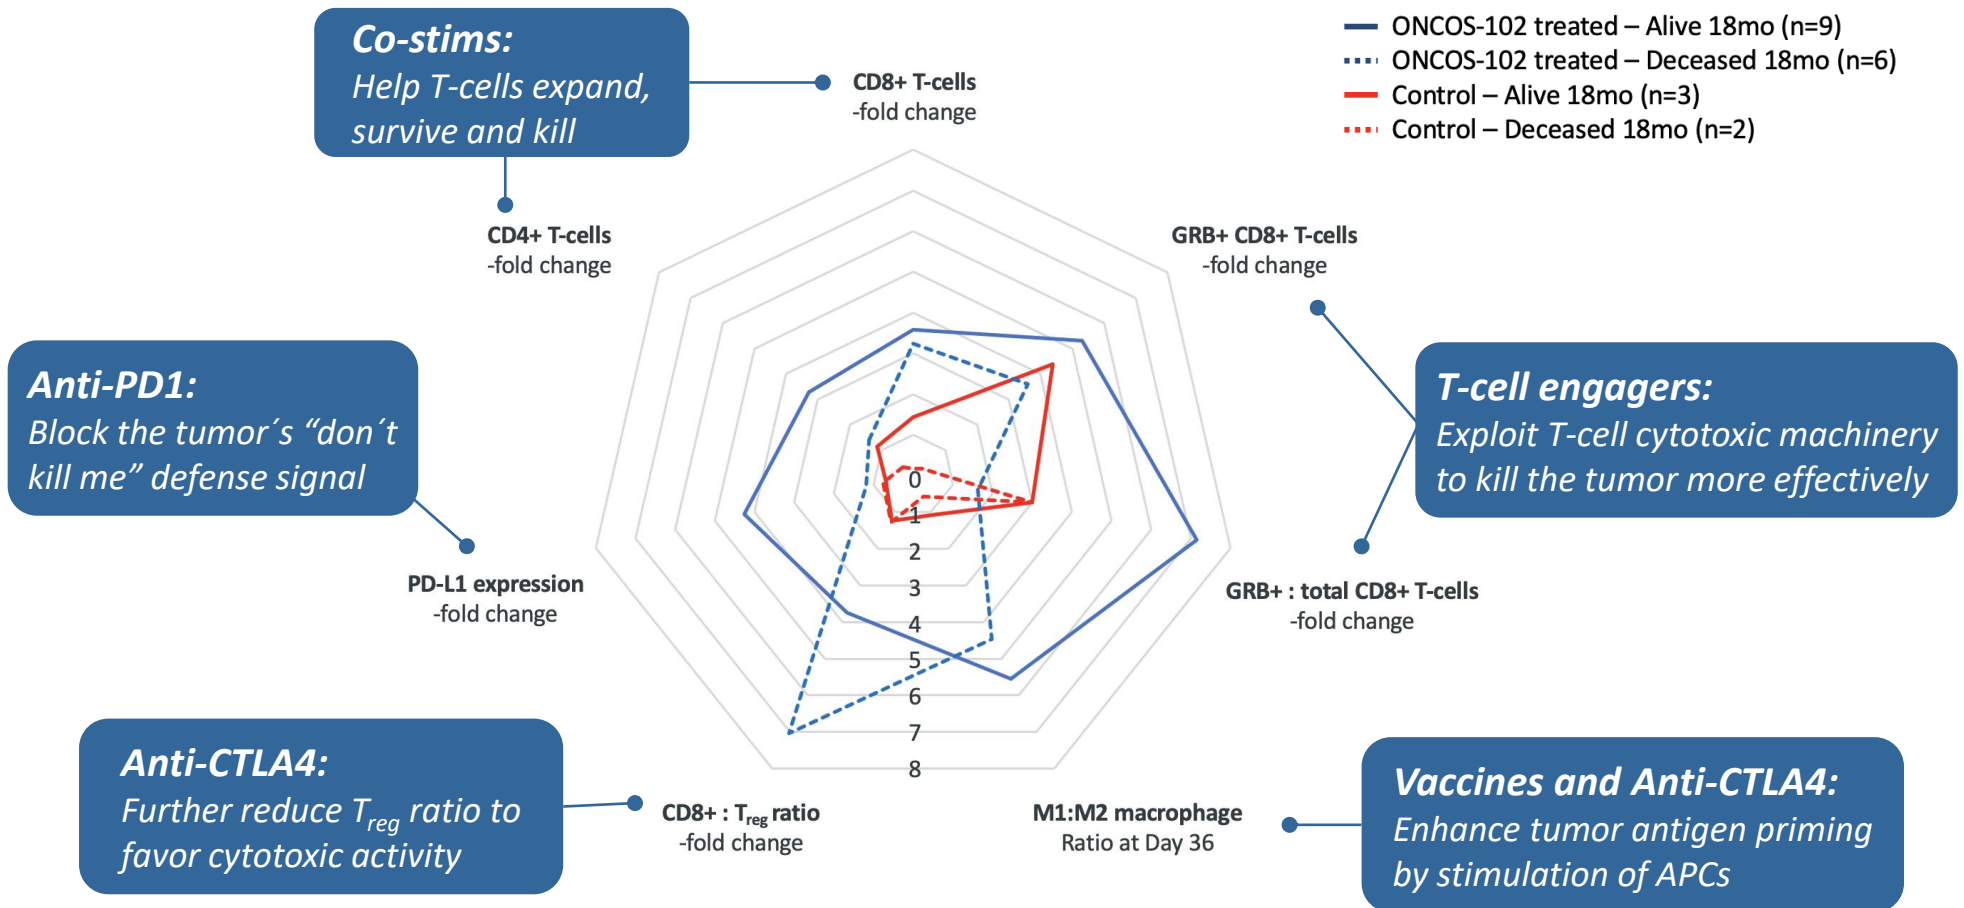 Co-stims:
Help T-cells expand,
survive and kill
ONCOS-102 treated – Alive 18mo (n=9)
ONCOS-102 treated – Deceased 18mo (n=6)
Control – Alive 18mo (n=3)
Control – Deceased 18mo (n=2)
CD8+ T-cells
-fold change
CD4+ T-cells
-fold change
GRB+ CD8+ T-cells
-fold change
Anti-PD1:
Block the tumor´s “don´t
kill me” defense signal
T-cell engagers:
Exploit T-cell cytotoxic machinery
to kill the tumor more effectively
0
1
2
3
4
5
6
7
8
PD-L1 expression
-fold change
GRB+ : total CD8+ T-cells
-fold change
Anti-CTLA4:
Further reduce Treg ratio to
favor cytotoxic activity
CD8+ : Treg ratio
-fold change
M1:M2 macrophage
Ratio at Day 36
Vaccines and Anti-CTLA4:
Enhance tumor antigen priming
by stimulation of APCs